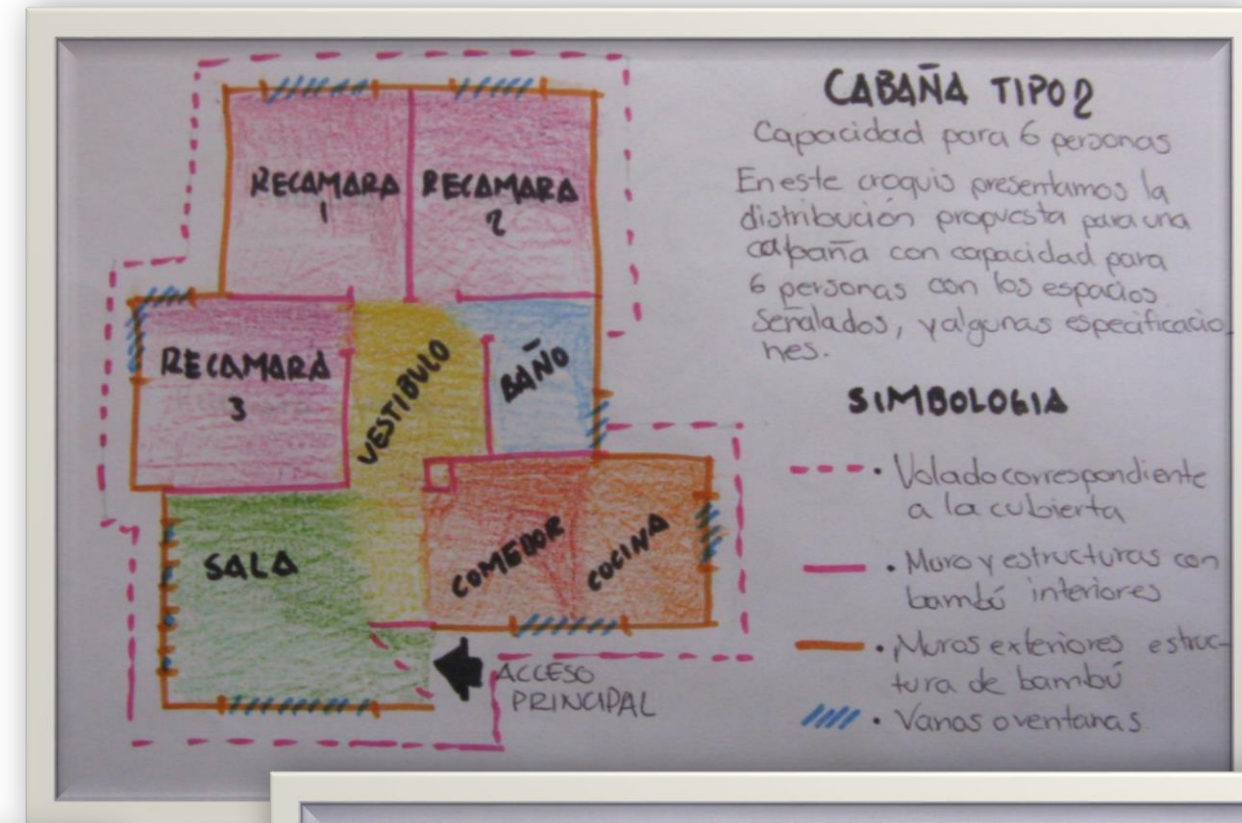 RECAMARA
1
RECAMARA
2
RECAMARA
3
VESTIBULO
BAÑO
SALA
COMEDOR
COCINA
ACCESO
PRINCIPAL
CABAÑA TIPO 2
Capacidad para 6 personas
En este croquis presentamos la
distribución propuesta para una
cabaña con capacidad para
6 personas con los espacios
señalados, y algunas especificacio
nes.
SIMBOLOGIA
• Volado correspondiente
a la cubierta
• Muro y estructuras con
bambú interiores
• Muros exteriores estruc-
tura de bambú
• Vanos o ventanas